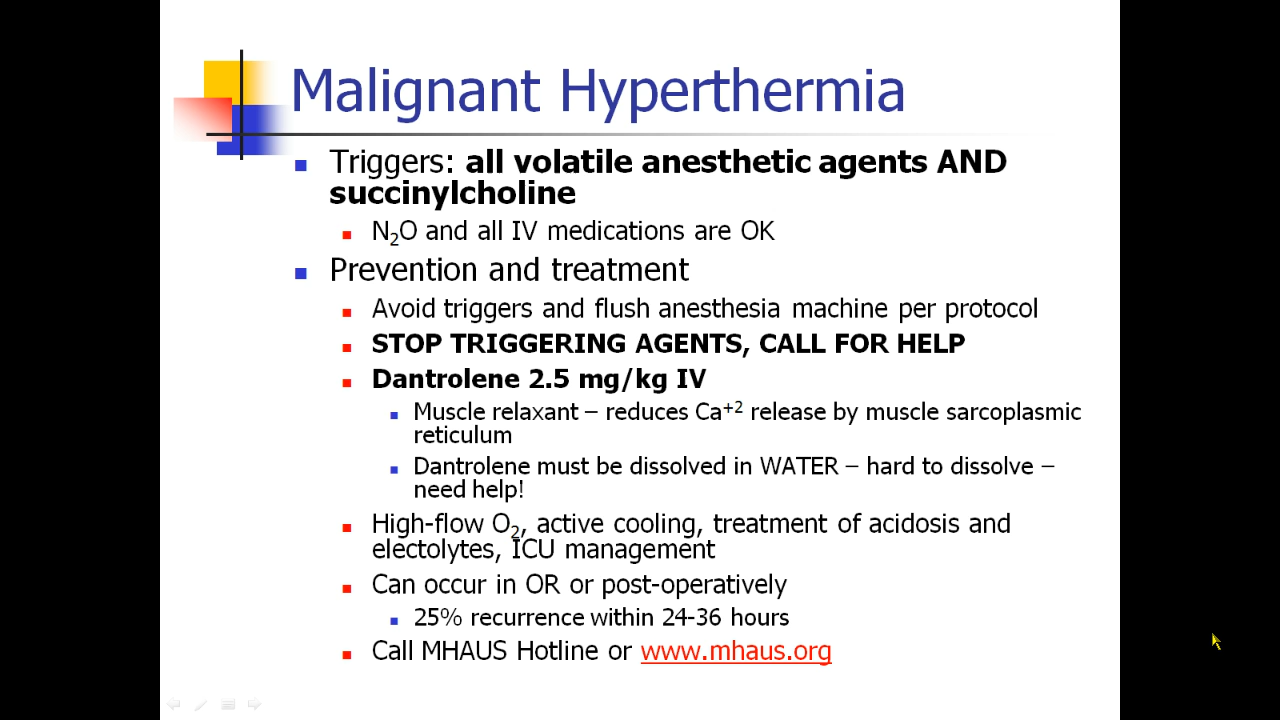 Malignant Hyperthermia
Triggers: all volatile anesthetic agents AND
succinylcholine
N₂O and all IV medications are OK
Prevention and treatment
Avoid triggers and flush anesthesia machine per protocol
STOP TRIGGERING AGENTS, CALL FOR HELP
Dantrolene 2.5 mg/kg IV
Muscle relaxant – reduces Ca⁺² release by muscle sarcoplasmic
reticulum
Dantrolene must be dissolved in WATER – hard to dissolve –
need help!
High-flow O₂, active cooling, treatment of acidosis and
electolytes, ICU management
Can occur in OR or post-operatively
25% recurrence within 24-36 hours
Call MHAUS Hotline or www.mhaus.org